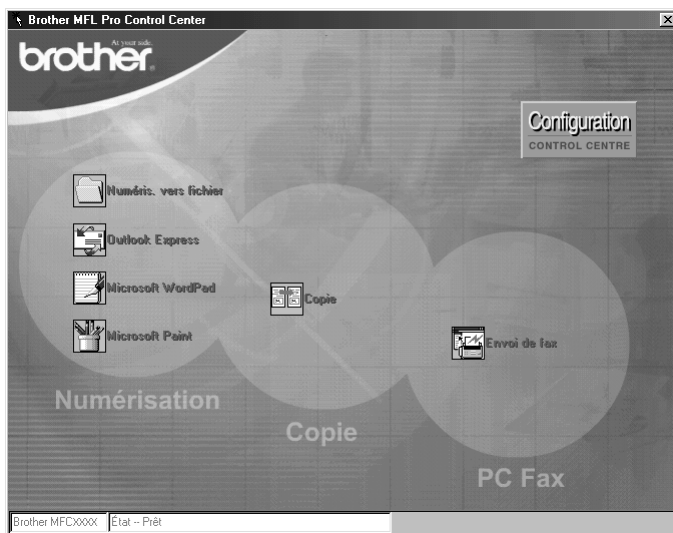 Brother MFL Pro Control Center
At your side.
brother
Configuration
CONTROL CENTRE
Numéris. vers fichier
Outlook Express
Microsoft WordPad
Microsoft Paint
Numérisation
Copie
Copie
Envoi de fax
PC Fax
Brother MFCXXXX
État -- Prêt